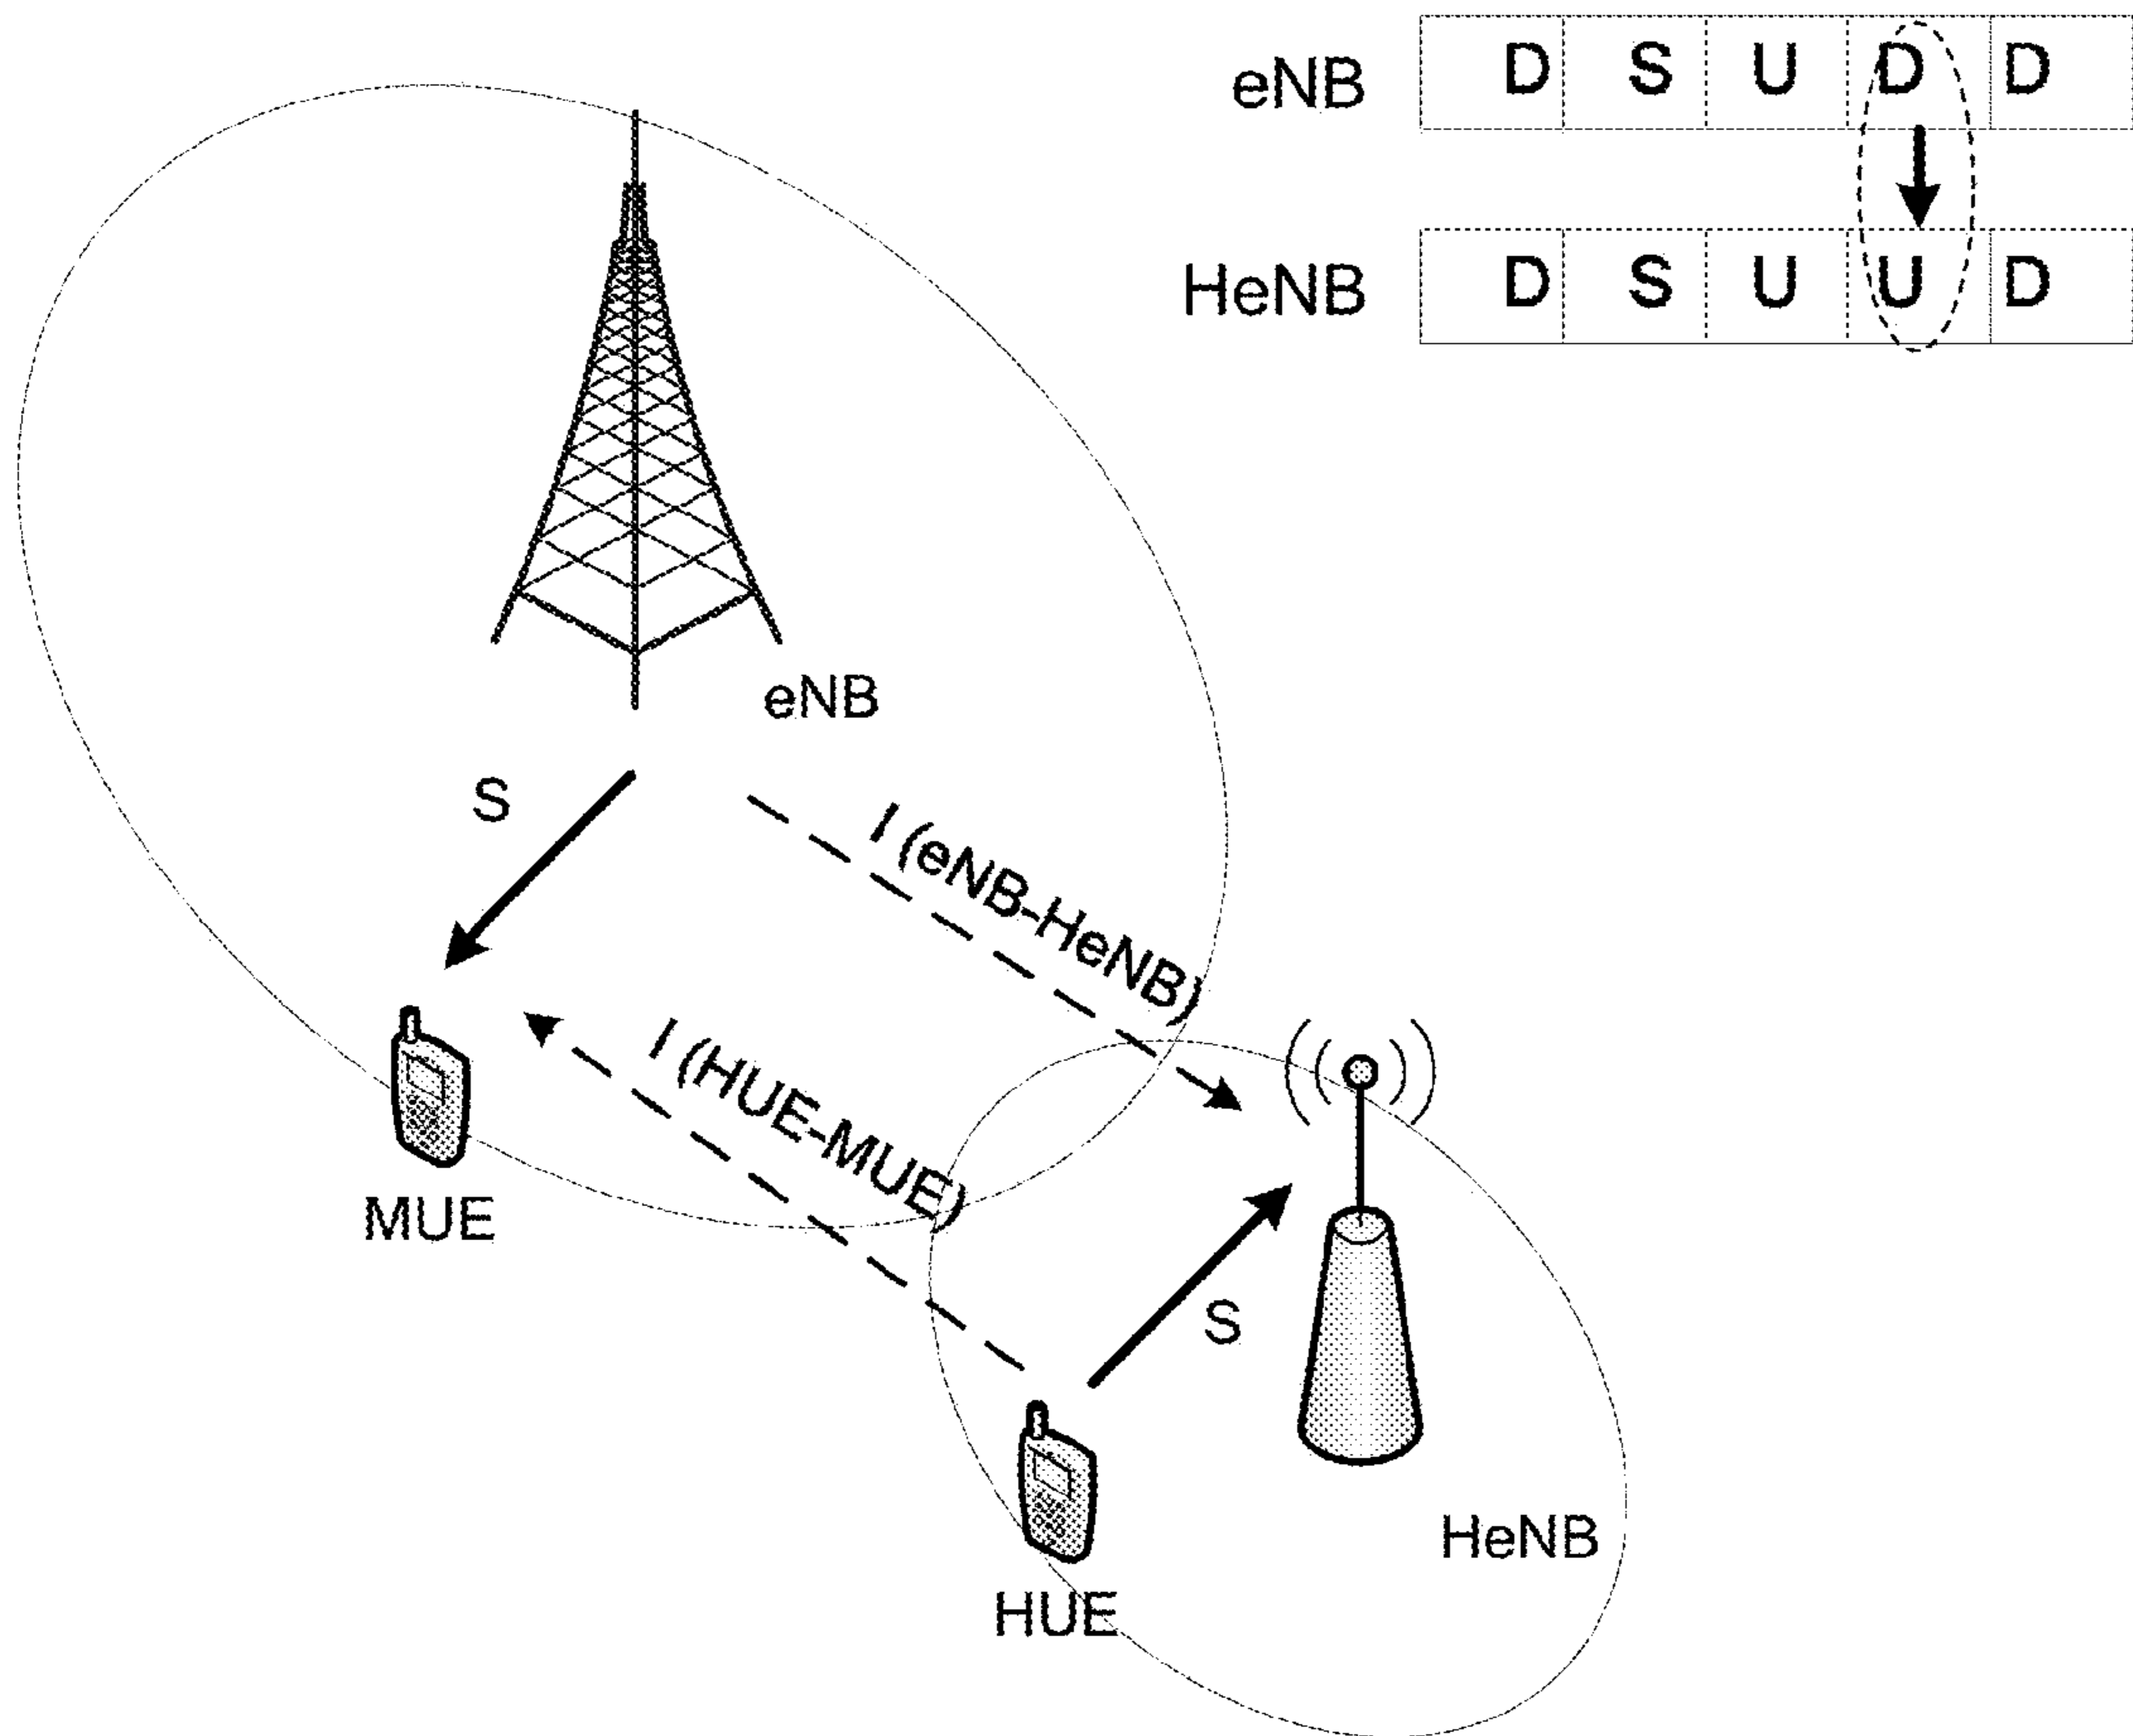 eNB D S U D D
HeNB D S U U D
eNB
S
I (eNB-HeNB)
I (HUE-MUE)
MUE
S
HeNB
HUE